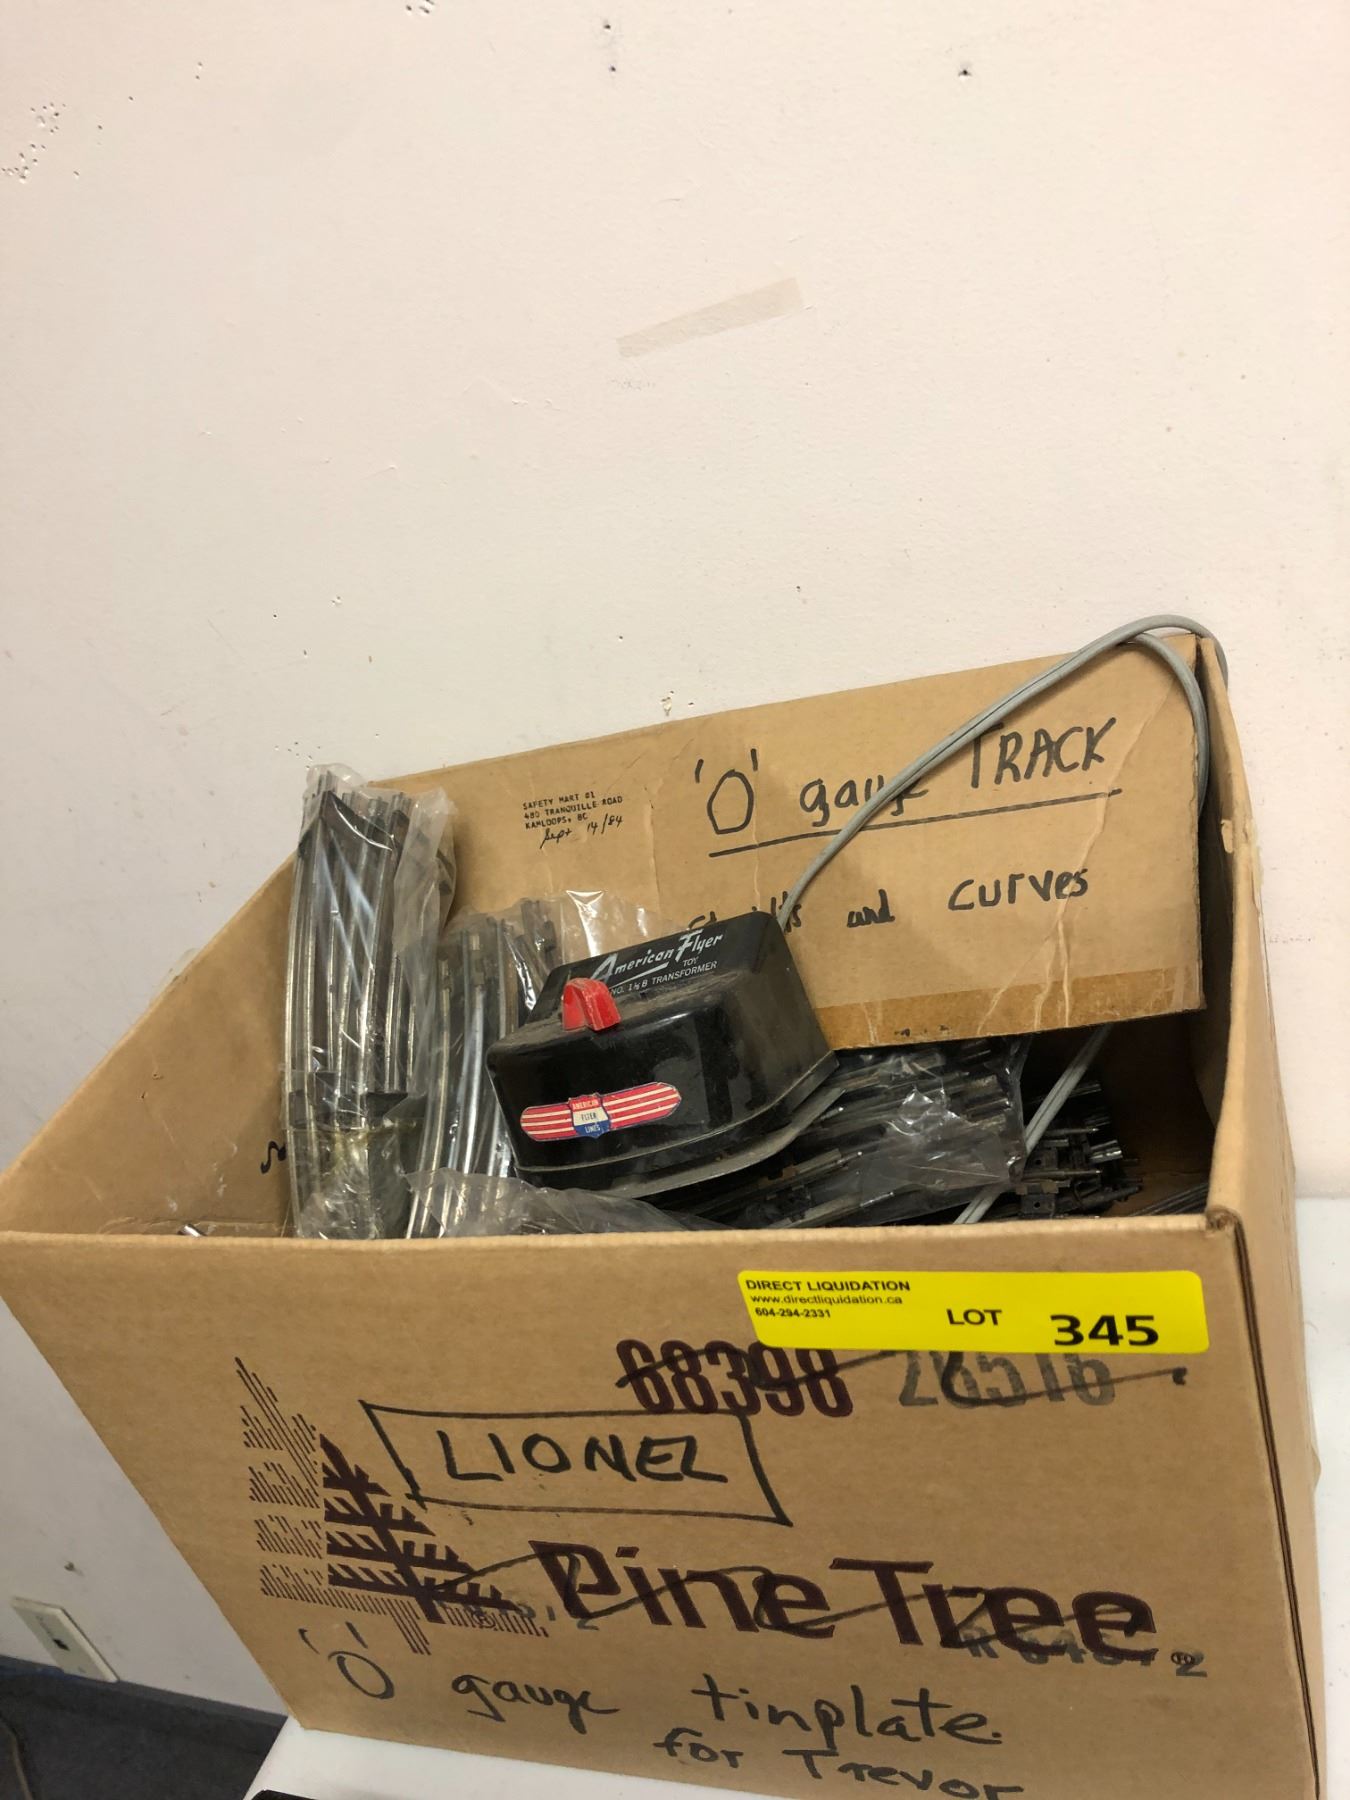 SAFETY MART #1
480 TRANQUILLE ROAD
KAMLOOPS, BC
Sept 14/84
'O' gauge TRACK
and curves
American Flyer
TOY
NO. 1½ B TRANSFORMER
AMERICAN
FLYER
LINES
DIRECT LIQUIDATION
www.directliquidation.ca
604-294-2331
LOT 345
68398 28516
LIONEL
Pine Tree
'O' gauge tinplate.
for Trevor